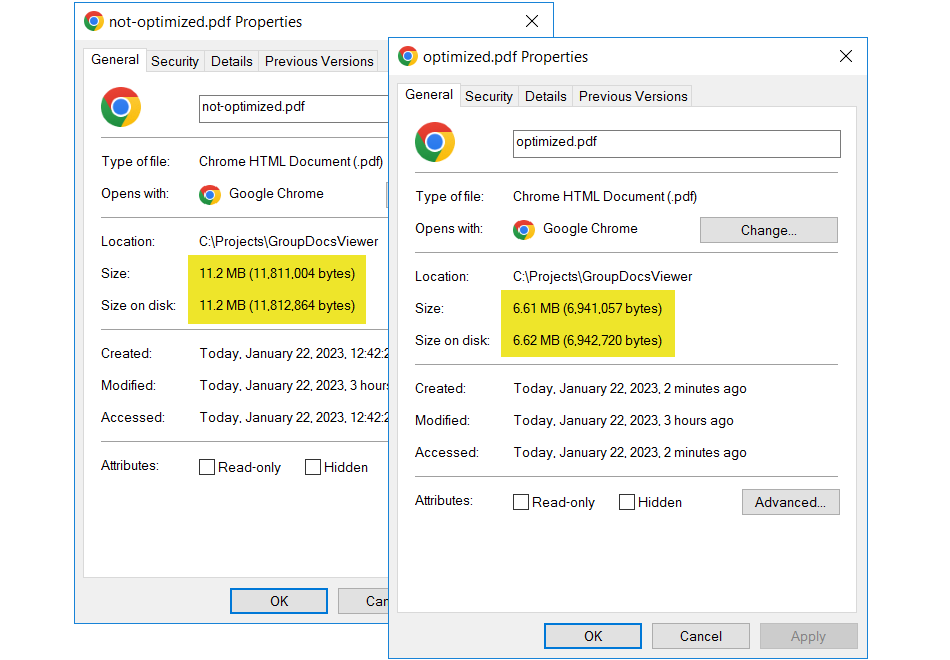 not-optimized.pdf Properties
General Security Details Previous Versions
not-optimized.pdf
Type of file: Chrome HTML Document (.pdf)
Opens with: Google Chrome
Location: C:\Projects\GroupDocsViewer
Size: 11.2 MB (11,811,004 bytes)
Size on disk: 11.2 MB (11,812,864 bytes)
Created: Today, January 22, 2023, 12:42:2
Modified: Today, January 22, 2023, 3 hours
Accessed: Today, January 22, 2023, 12:42:2
Attributes: Read-only Hidden
OK Can
optimized.pdf Properties
General Security Details Previous Versions
optimized.pdf
Type of file: Chrome HTML Document (.pdf)
Opens with: Google Chrome Change...
Location: C:\Projects\GroupDocsViewer
Size: 6.61 MB (6,941,057 bytes)
Size on disk: 6.62 MB (6,942,720 bytes)
Created: Today, January 22, 2023, 2 minutes ago
Modified: Today, January 22, 2023, 3 hours ago
Accessed: Today, January 22, 2023, 2 minutes ago
Attributes: Read-only Hidden Advanced...
OK Cancel Apply